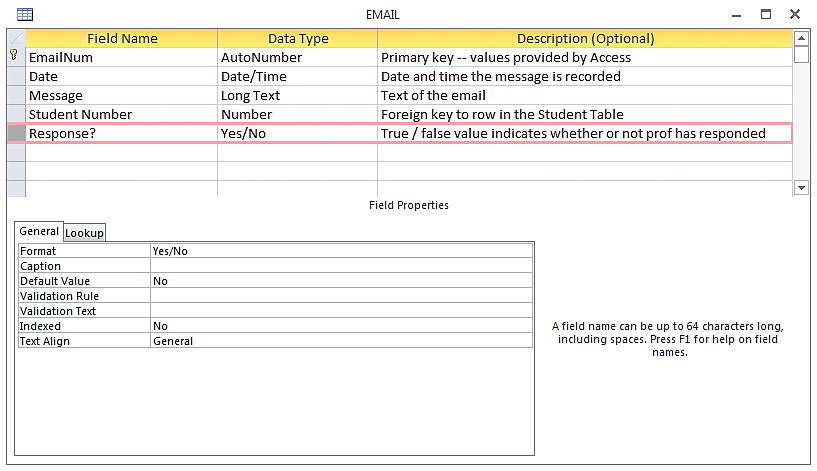 EMAIL
Field Name Data Type Description (Optional)
EmailNum AutoNumber Primary key -- values provided by Access
Date Date/Time Date and time the message is recorded
Message Long Text Text of the email
Student Number Number Foreign key to row in the Student Table
Response? Yes/No True / false value indicates whether or not prof has responded
Field Properties
General Lookup
Format Yes/No
Caption
Default Value No
Validation Rule
Validation Text
Indexed No
Text Align General
A field name can be up to 64 characters long,
including spaces. Press F1 for help on field
names.